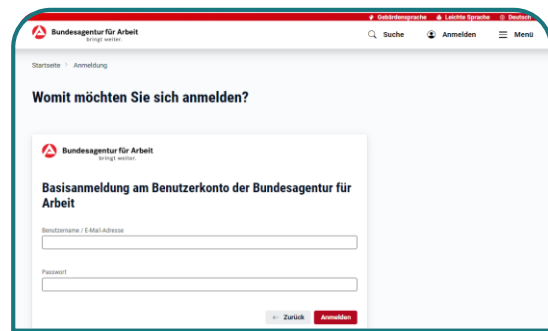 Gebärdensprache Leichte Sprache Deutsch
Bundesagentur für Arbeit
bringt weiter.
Suche Anmelden Menü
Startseite Anmeldung
Womit möchten Sie sich anmelden?
Bundesagentur für Arbeit
bringt weiter.
Basisanmeldung am Benutzerkonto der Bundesagentur für
Arbeit
Benutzername / E-Mail-Adresse
Passwort
Zurück Anmelden